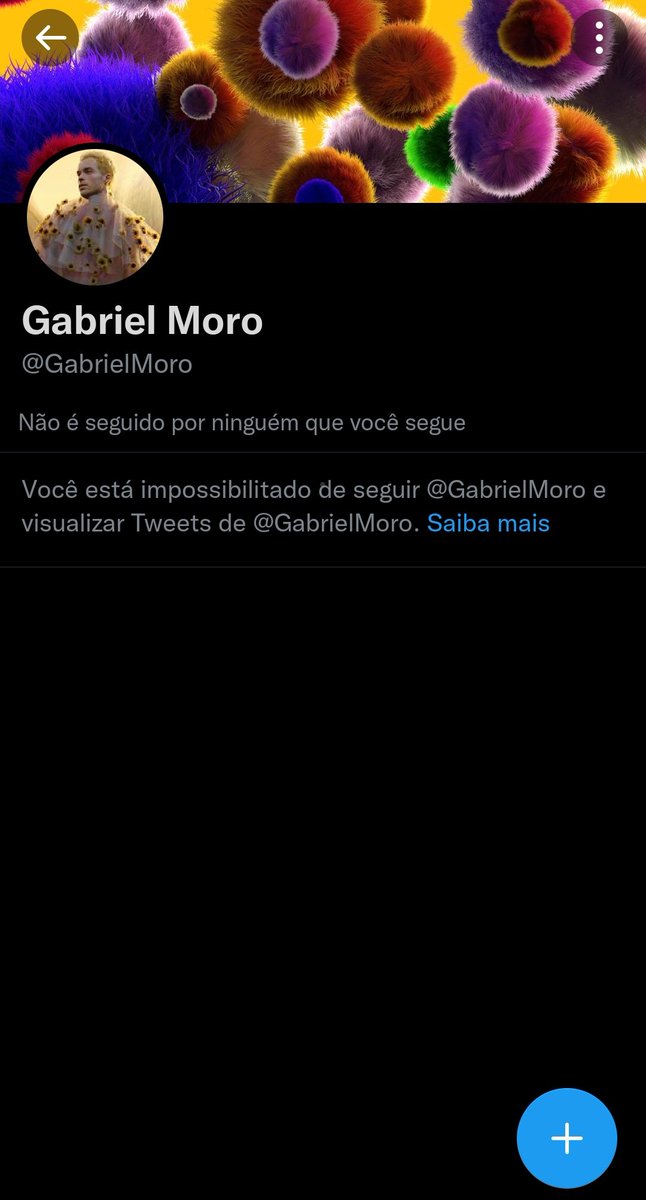 Gabriel Moro
@GabrielMoro
Não é seguido por ninguém que você segue
Você está impossibilitado de seguir @GabrielMoro e
visualizar Tweets de @GabrielMoro. Saiba mais